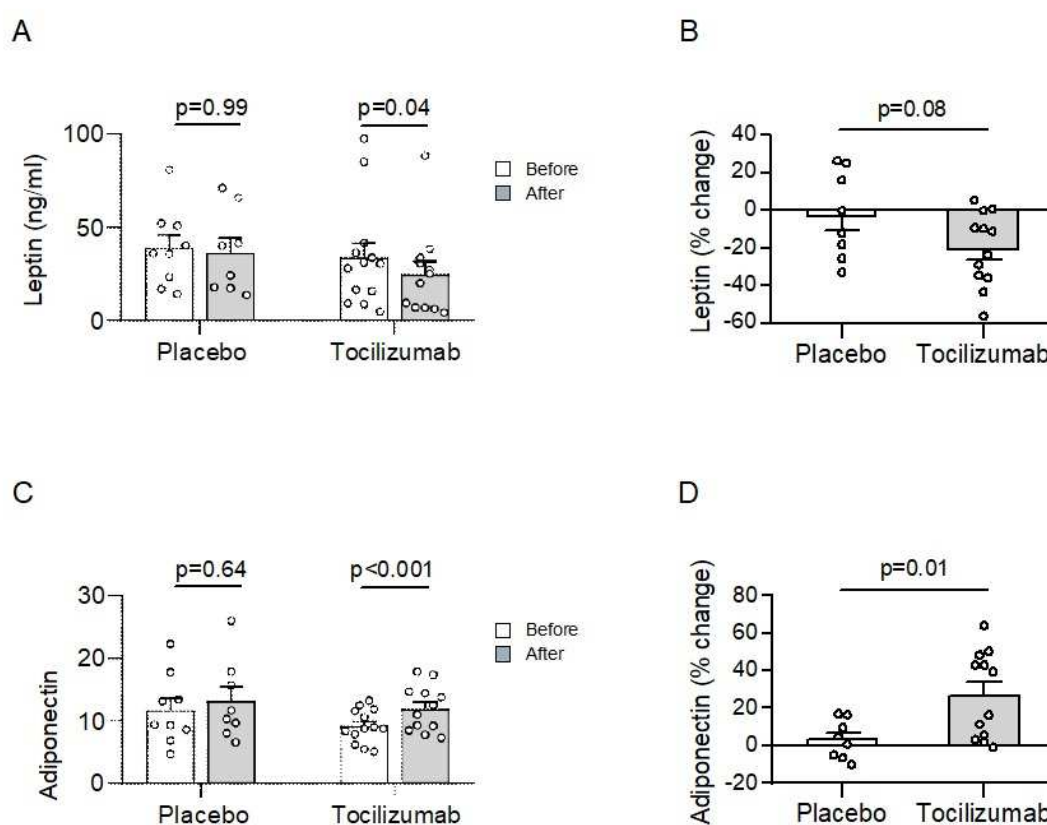 A
p=0.99
p=0.04
Leptin (ng/ml)
100
50
0
Placebo
Tocilizumab
Before
After
B
p=0.08
Leptin (% change)
40
20
0
-20
-40
-60
Placebo
Tocilizumab
C
p=0.64
p<0.001
Adiponectin
30
20
10
0
Placebo
Tocilizumab
Before
After
D
p=0.01
Adiponectin (% change)
80
60
40
20
0
-20
Placebo
Tocilizumab